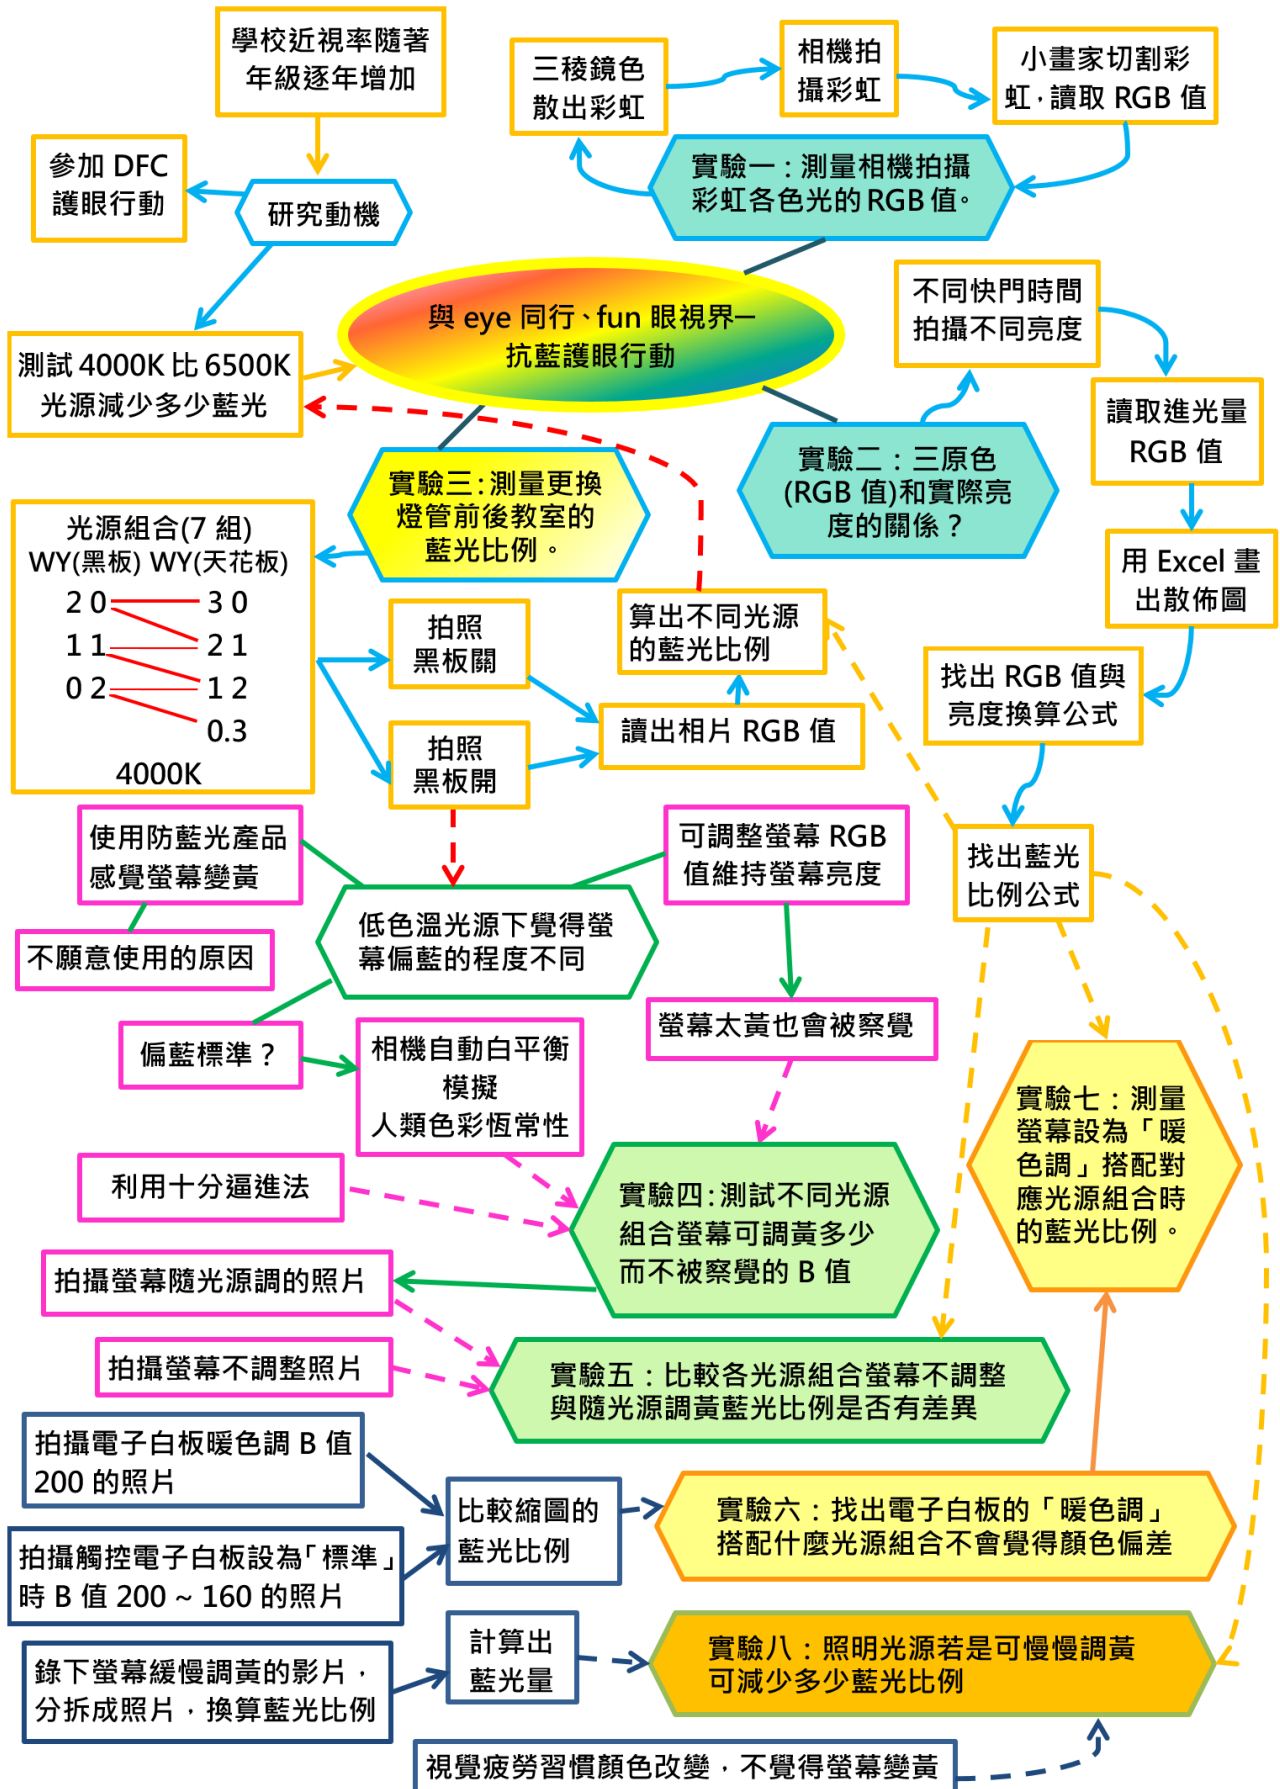 學校近視率隨著
年級逐年增加
參加 DFC
護眼行動
研究動機
測試 4000K 比 6500K
光源減少多少藍光
三稜鏡色
散出彩虹
相機拍
攝彩虹
小畫家切割彩
虹，讀取 RGB 值
實驗一：測量相機拍攝
彩虹各色光的 RGB 值。
與 eye 同行、fun 眼視界—
抗藍護眼行動
不同快門時間
拍攝不同亮度
讀取進光量
RGB 值
實驗二：三原色
(RGB 值)和實際亮
度的關係？
用 Excel 畫
出散佈圖
找出 RGB 值與
亮度換算公式
找出藍光
比例公式
實驗三：測量更換
燈管前後教室的
藍光比例。
光源組合(7 組)
WY(黑板) WY(天花板)
2 0 3 0
1 1 2 1
0 2 1 2
0.3
4000K
拍照
黑板關
拍照
黑板開
算出不同光源
的藍光比例
讀出相片 RGB 值
使用防藍光產品
感覺螢幕變黃
不願意使用的原因
可調整螢幕 RGB
值維持螢幕亮度
低色溫光源下覺得螢
幕偏藍的程度不同
偏藍標準？
相機自動白平衡
模擬
人類色彩恆常性
螢幕太黃也會被察覺
利用十分逼進法
實驗四：測試不同光源
組合螢幕可調黃多少
而不被察覺的 B 值
實驗七：測量
螢幕設為「暖
色調」搭配對
應光源組合時
的藍光比例。
拍攝螢幕隨光源調的照片
拍攝螢幕不調整照片
實驗五：比較各光源組合螢幕不調整
與隨光源調黃藍光比例是否有差異
拍攝電子白板暖色調 B 值
200 的照片
拍攝觸控電子白板設為「標準」
時 B 值 200 ~ 160 的照片
比較縮圖的
藍光比例
實驗六：找出電子白板的「暖色調」
搭配什麼光源組合不會覺得顏色偏差
錄下螢幕緩慢調黃的影片，
分拆成照片，換算藍光比例
計算出
藍光量
實驗八：照明光源若是可慢慢調黃
可減少多少藍光比例
視覺疲勞習慣顏色改變，不覺得螢幕變黃